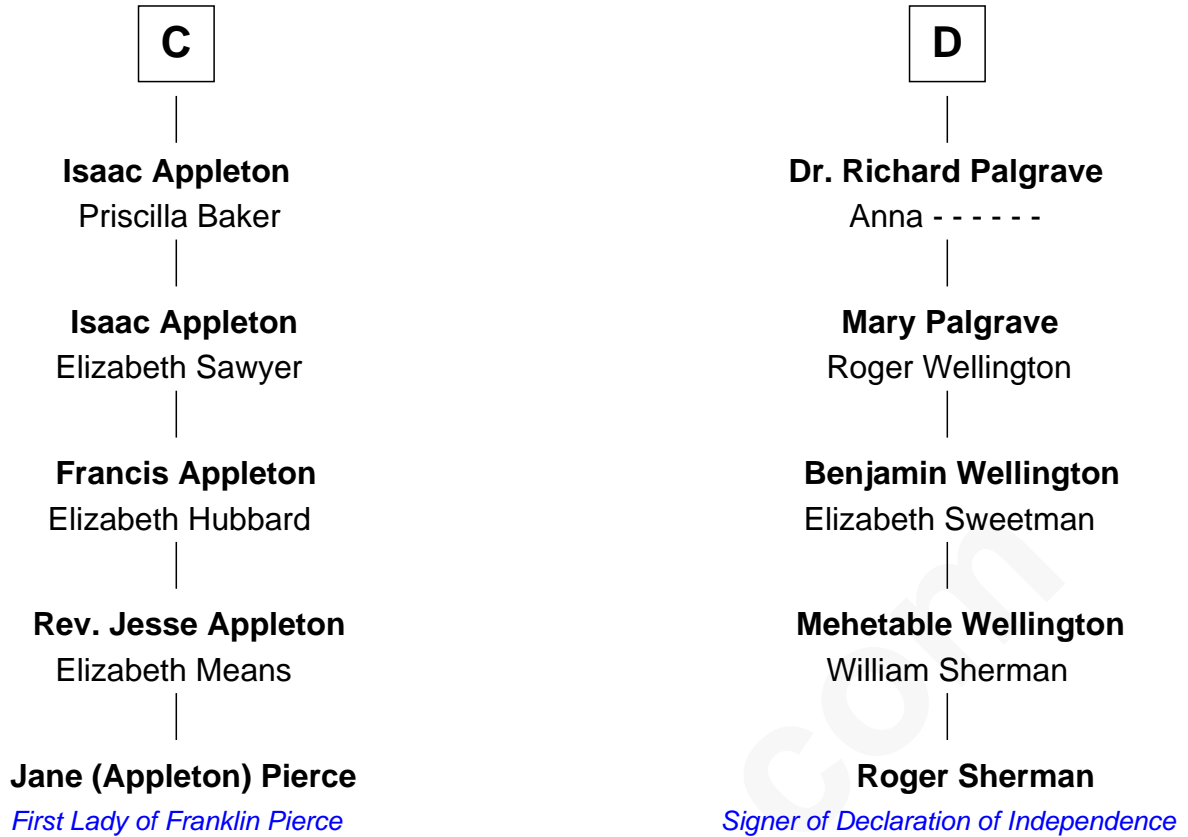 C
Isaac Appleton
Priscilla Baker
Isaac Appleton
Elizabeth Sawyer
Francis Appleton
Elizabeth Hubbard
Rev. Jesse Appleton
Elizabeth Means
Jane (Appleton) Pierce
First Lady of Franklin Pierce
D
Dr. Richard Palgrave
Anna - - - - - -
Mary Palgrave
Roger Wellington
Benjamin Wellington
Elizabeth Sweetman
Mehetable Wellington
William Sherman
Roger Sherman
Signer of Declaration of Independence
com